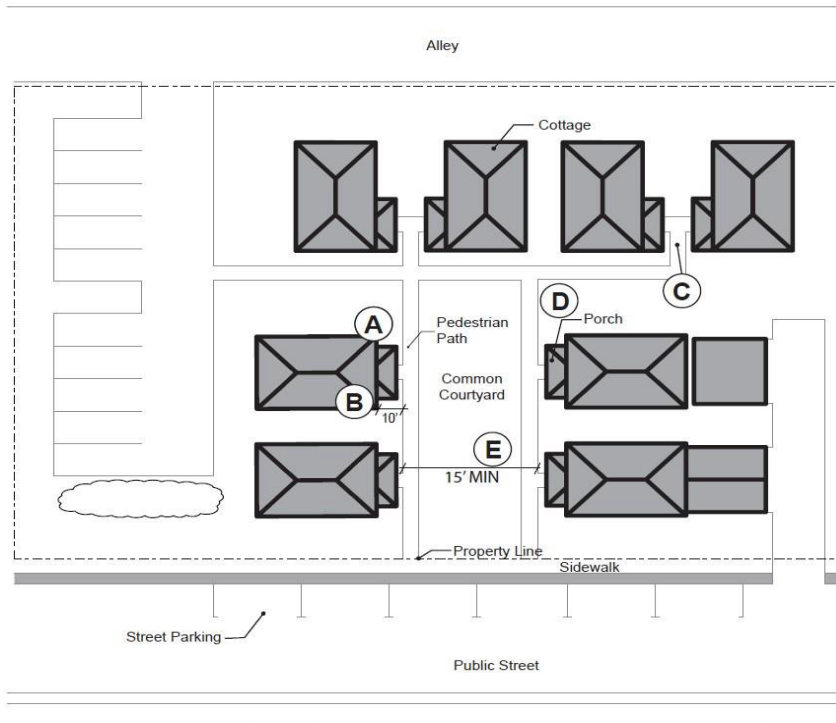 Alley
Cottage
C
D
Porch
A
Pedestrian
Path
Common
Courtyard
B
10'
E
15' MIN
Property Line
Sidewalk
Street Parking
Public Street